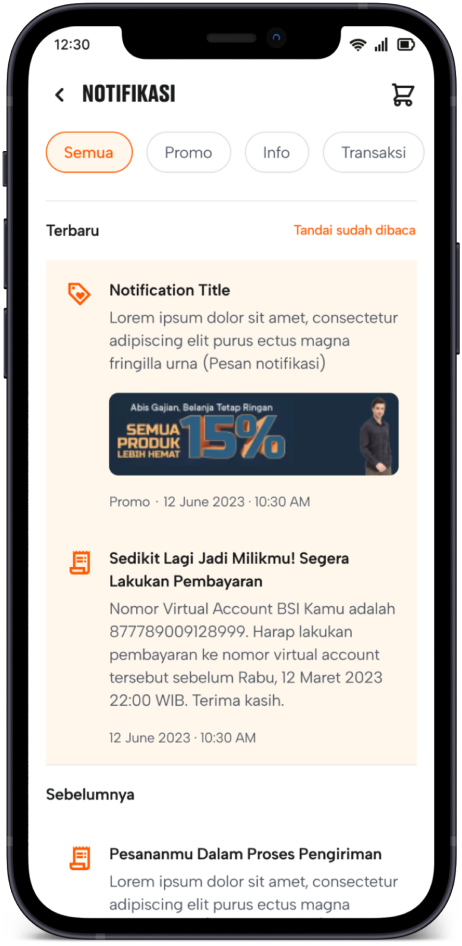 12:30
NOTIFIKASI
Semua Promo Info Transaksi
Terbaru Tandai sudah dibaca
Notification Title
Lorem ipsum dolor sit amet, consectetur
adipiscing elit purus ectus magna
fringilla urna (Pesan notifikasi)
Abis Gajian, Belanja Tetap Ringan
SEMUA
PRODUK
LEBIH HEMAT
15%
Promo · 12 June 2023 · 10:30 AM
Sedikit Lagi Jadi Milikmu! Segera
Lakukan Pembayaran
Nomor Virtual Account BSI Kamu adalah
877789009128999. Harap lakukan
pembayaran ke nomor virtual account
tersebut sebelum Rabu, 12 Maret 2023
22:00 WIB. Terima kasih.
12 June 2023 · 10:30 AM
Sebelumnya
Pesananmu Dalam Proses Pengiriman
Lorem ipsum dolor sit amet, consectetur
adipiscing elit purus ectus magna